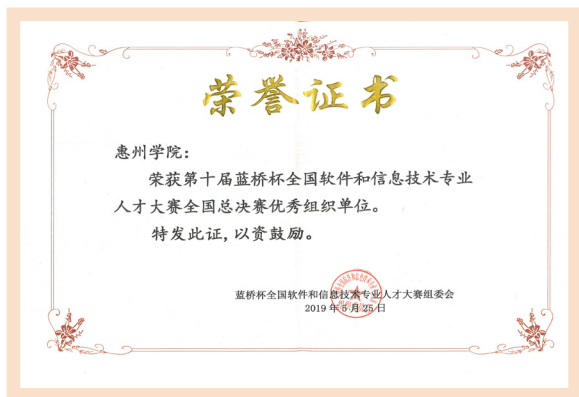 荣誉证书
惠州学院：
荣获第十届蓝桥杯全国软件和信息技术专业
人才大赛全国总决赛优秀组织单位。
特发此证，以资鼓励。
蓝桥杯全国软件和信息技术专业人才大赛组委会
2019年5月25日